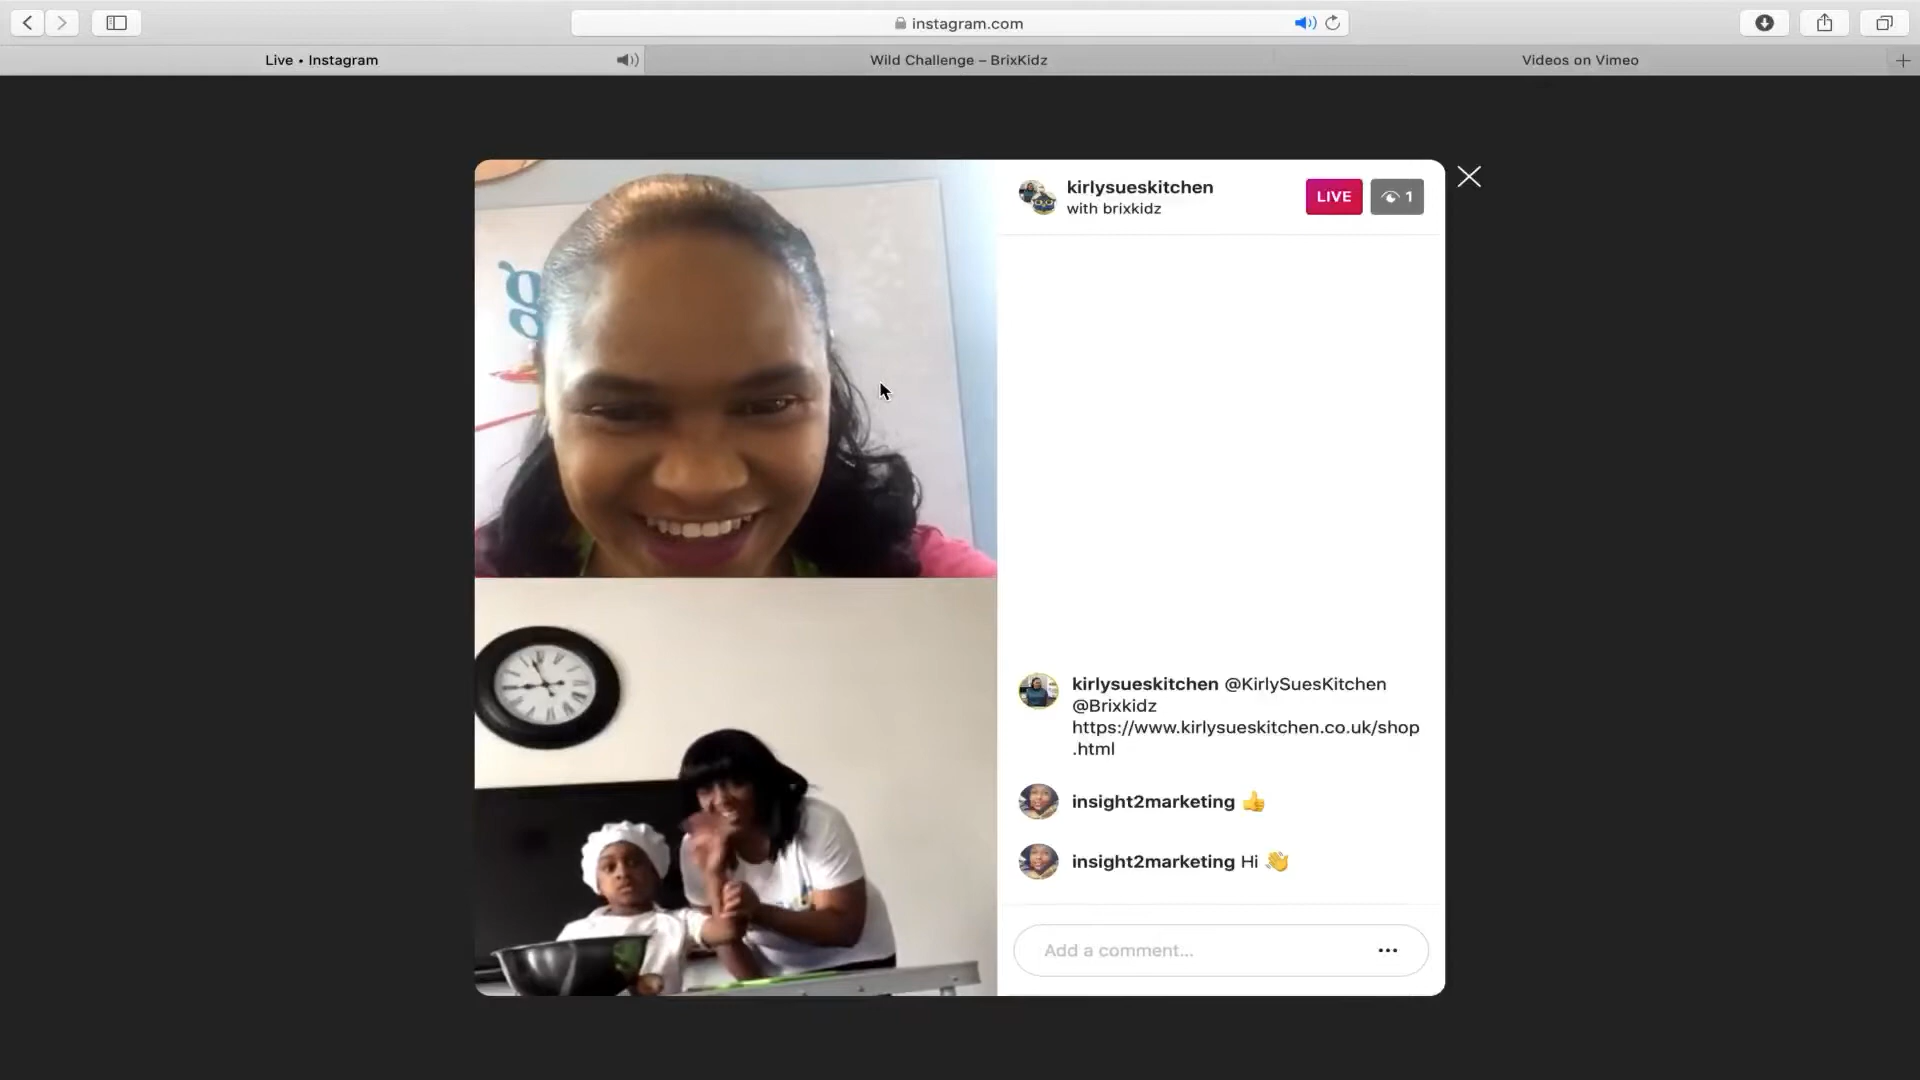 instagram.com
Live • Instagram
Wild Challenge – BrixKidz
Videos on Vimeo
kirlysueskitchen
with brixkidz
LIVE
1
kirlysueskitchen @KirlySuesKitchen
@Brixkidz
https://www.kirlysueskitchen.co.uk/shop
.html
insight2marketing 👍
insight2marketing Hi 👋
Add a comment...